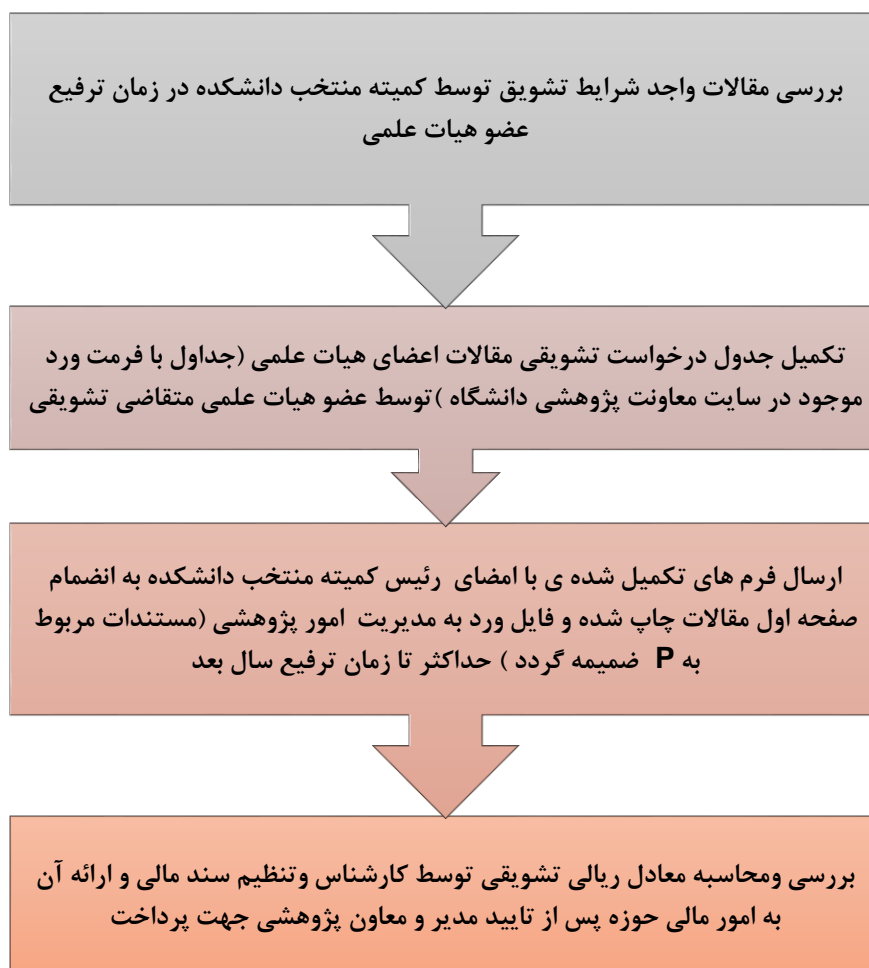 بررسی مقالات واجد شرایط تشویق توسط کمیته منتخب دانشکده در زمان ترفیع
عضو هیات علمی
تکمیل جدول درخواست تشویقی مقالات اعضای هیات علمی (جداول با فرمت ورد
موجود در سایت معاونت پژوهشی دانشگاه )توسط عضو هیات علمی متقاضی تشویقی
ارسال فرم های تکمیل شده ی با امضای رئیس کمیته منتخب دانشکده به انضمام
صفحه اول مقالات چاپ شده و فایل ورد به مدیریت امور پژوهشی (مستندات مربوط
به P ضمیمه گردد ) حداکثر تا زمان ترفیع سال بعد
بررسی ومحاسبه معادل ریالی تشویقی توسط کارشناس وتنظیم سند مالی و ارائه آن
به امور مالی حوزه پس از تایید مدیر و معاون پژوهشی جهت پرداخت